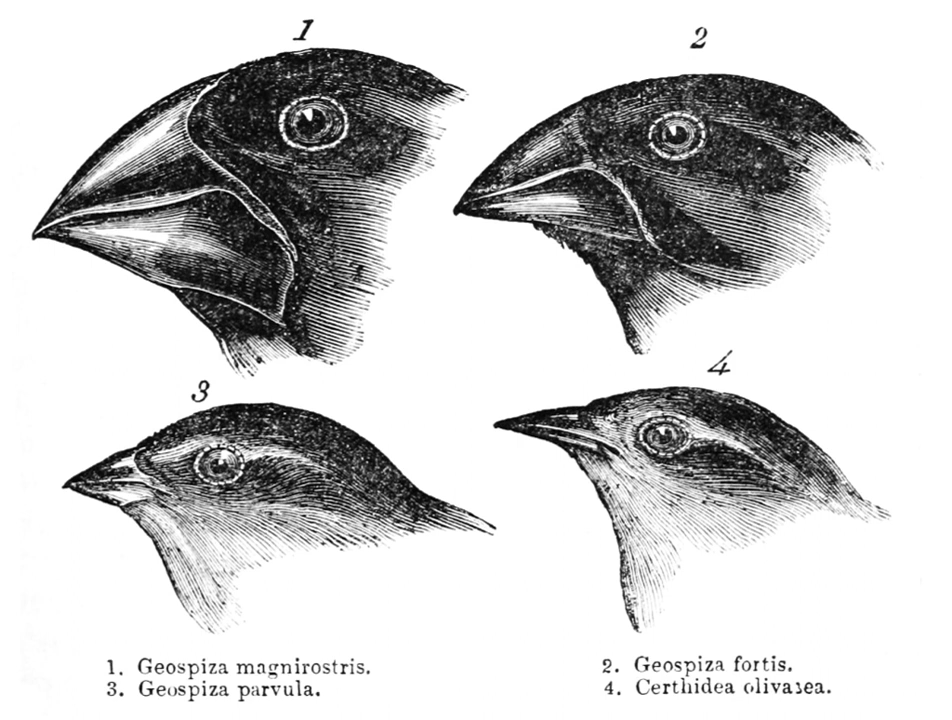 1
2
3
4
1. Geospiza magnirostris.
2. Geospiza fortis.
3. Geospiza parvula.
4. Certhidea olivasea.